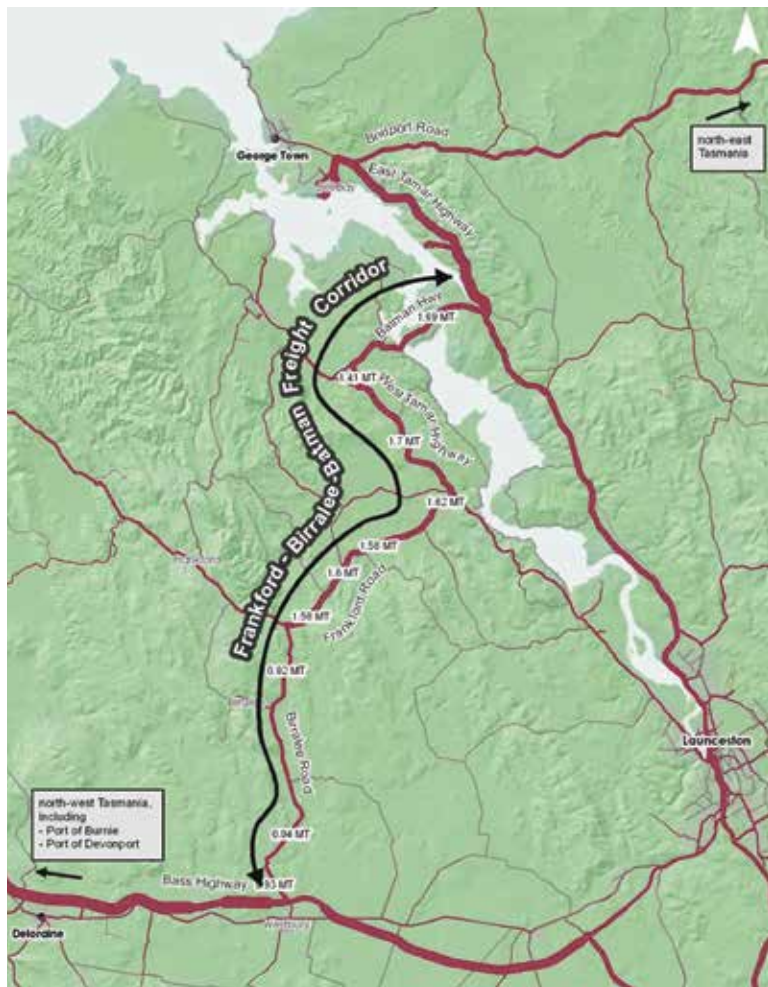 Bridport Road
north-east
Tasmania
George Town
East Tamar Highway
Frankford - Birralee-Batman Freight Corridor
Batman Hwy
1.69 MT
1.41 MT
West Tamar Highway
1.7 MT
1.62 MT
1.58 MT
1.6 MT
Frankford
Frankford Road
1.56 MT
0.92 MT
Birralee Road
Launceston
north-west Tasmania,
including
- Port of Burnie
- Port of Devonport
0.94 MT
Bass Highway
Westbury
Deloraine